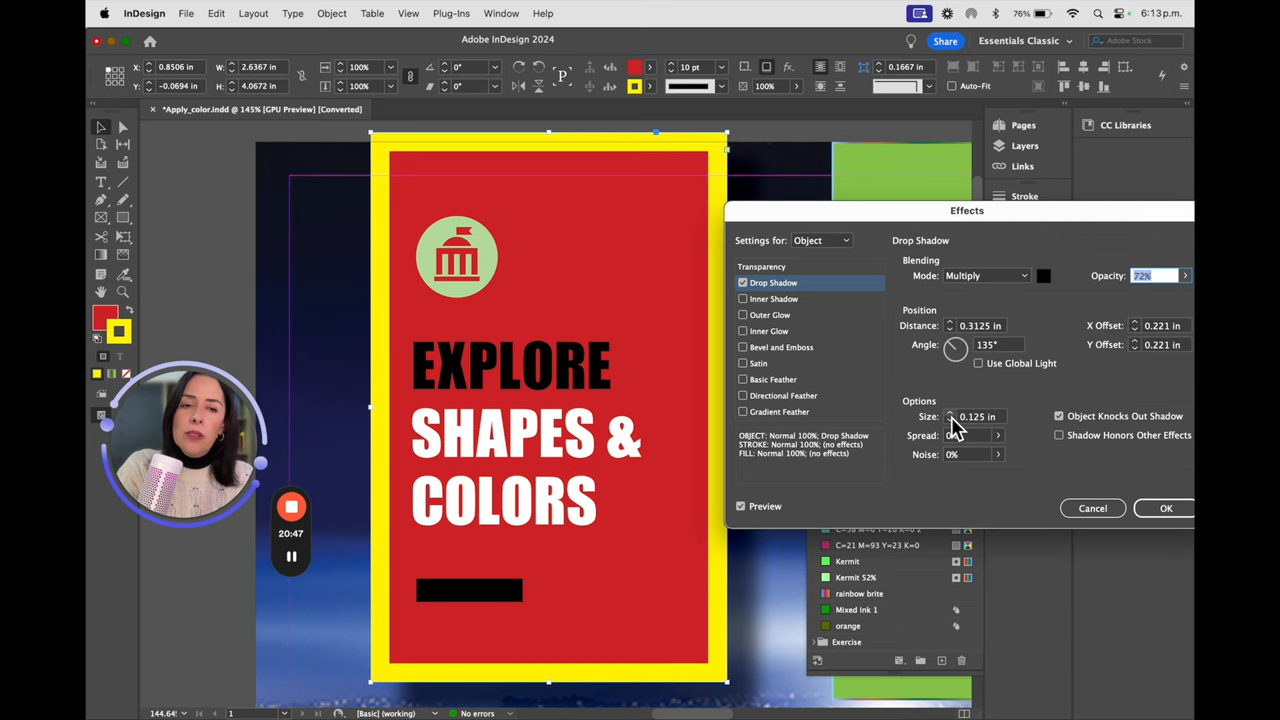 InDesign File Edit Layout Type Object Table View Plug-Ins Window Help 76% 6:13 p.m.
Adobe InDesign 2024 Share Essentials Classic Adobe Stock
X: 0.8506 in W: 2.6367 in 100% 0° 10 pt fx. 0.1667 in
Y: -0.0694 in H: 4.0672 in 100% 0° P 100% Auto-Fit
*Apply_color.indd @ 145% [GPU Preview] [Converted]
Pages
CC Libraries
Layers
Links
Stroke
EXPLORE
SHAPES &
COLORS
Effects
Settings for: Object
Transparency
Drop Shadow
Inner Shadow
Outer Glow
Inner Glow
Bevel and Emboss
Satin
Basic Feather
Directional Feather
Gradient Feather
OBJECT: Normal 100%; Drop Shadow
STROKE: Normal 100%; (no effects)
FILL: Normal 100%; (no effects)
Preview
Drop Shadow
Blending
Mode: Multiply Opacity: 72%
Position
Distance: 0.3125 in X Offset: 0.221 in
Angle: 135° Y Offset: 0.221 in
Use Global Light
Options
Size: 0.125 in Object Knocks Out Shadow
Spread: Shadow Honors Other Effects
Noise: 0%
Cancel OK
C=21 M=93 Y=23 K=0
Kermit
Kermit 52%
rainbow brite
Mixed Ink 1
orange
Exercise
20:47
T
144.64 1 [Basic] (working) No errors